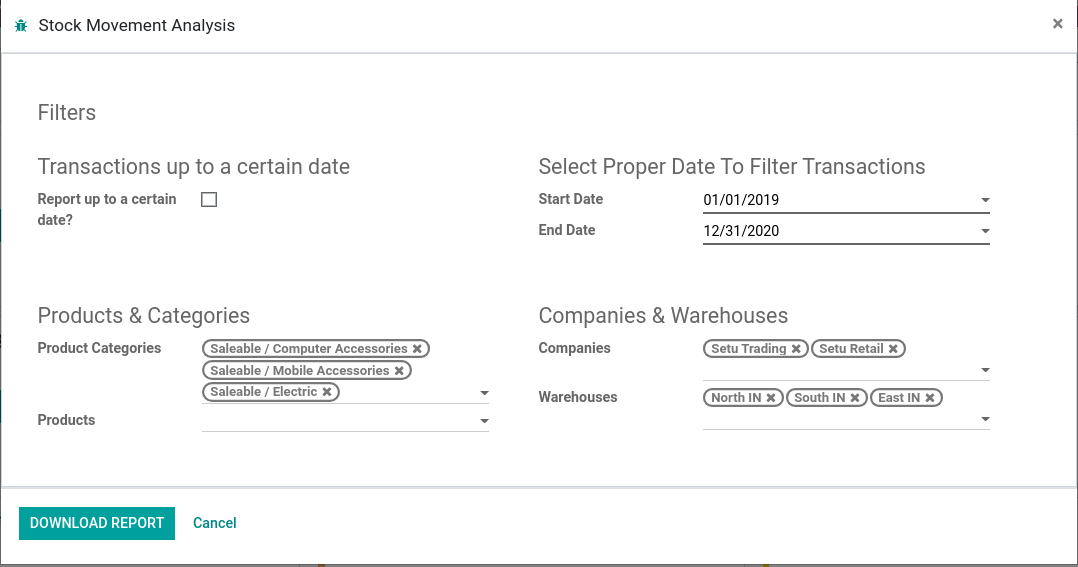 Stock Movement Analysis ×
Filters
Transactions up to a certain date
Report up to a certain
date?
Select Proper Date To Filter Transactions
Start Date 01/01/2019
End Date 12/31/2020
Products & Categories
Product Categories Saleable / Computer Accessories ×
Saleable / Mobile Accessories ×
Saleable / Electric ×
Products
Companies & Warehouses
Companies Setu Trading × Setu Retail ×
Warehouses North IN × South IN × East IN ×
DOWNLOAD REPORT Cancel